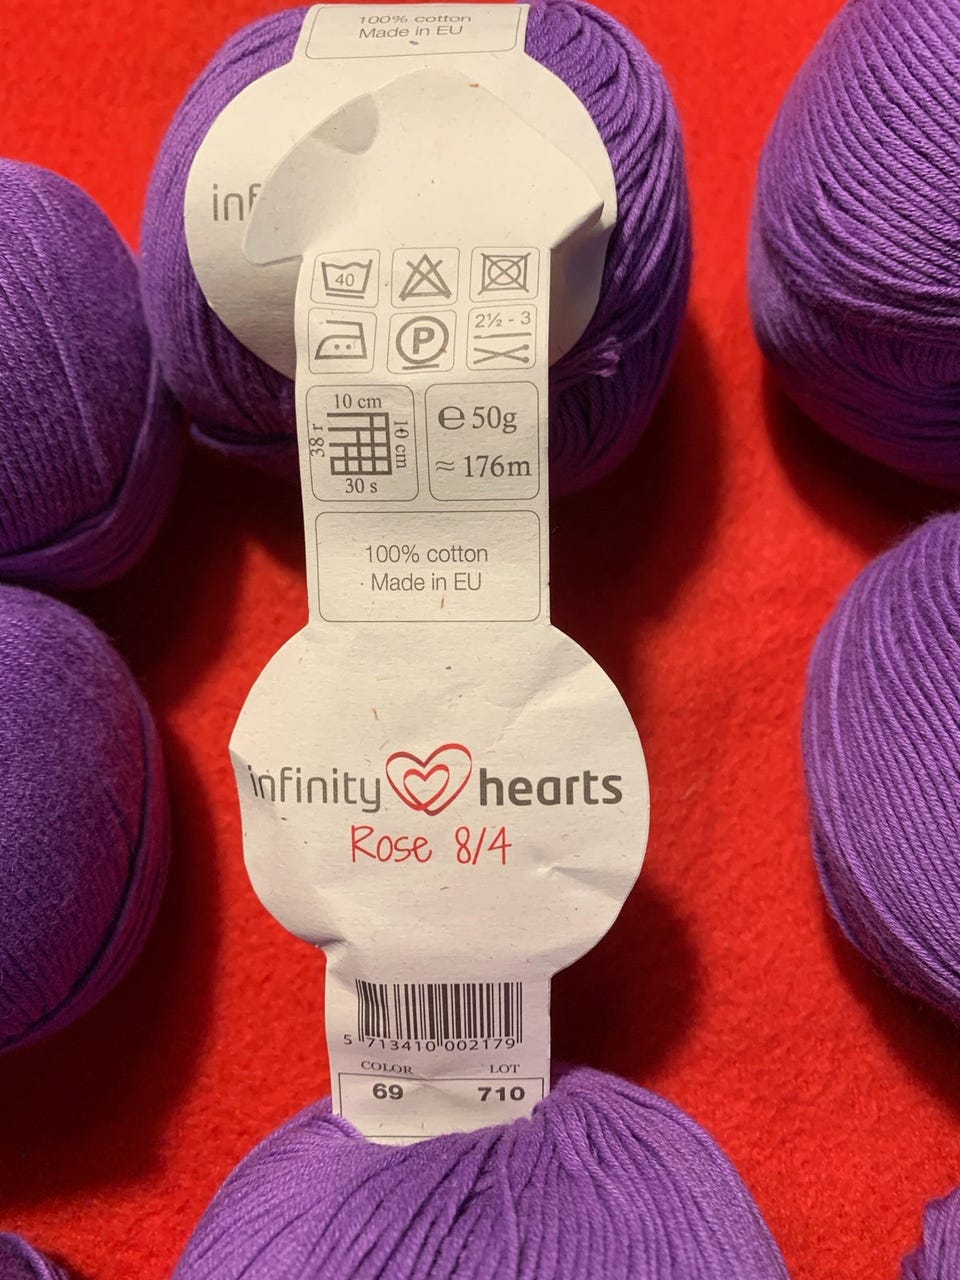 100% cotton
Made in EU
inf
40
P
2½ - 3
10 cm
38 r
10 cm
30 s
℮ 50g
≈ 176m
100% cotton
Made in EU
infinity hearts
Rose 8/4
5 713410 002179
COLOR LOT
69 710